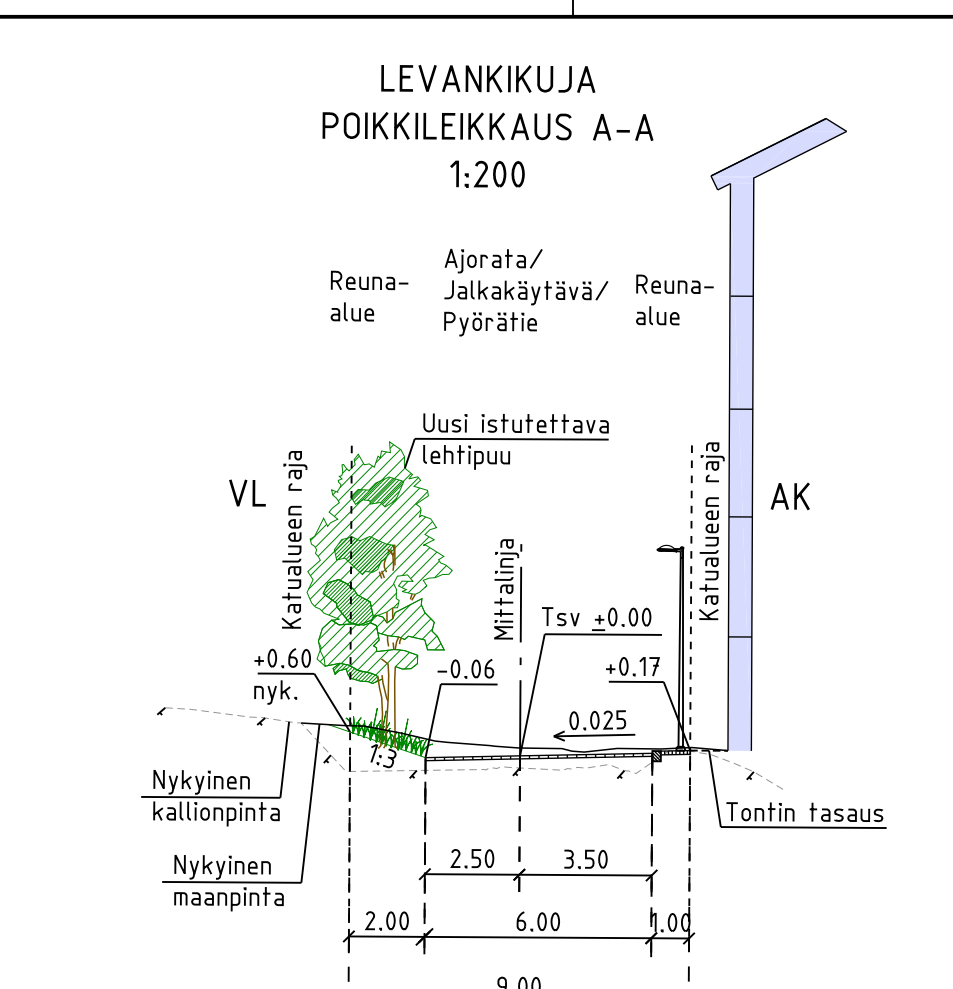 LEVANKIKUJA
POIKKILEIKKAUS A-A
1:200
Reuna-
alue
Ajorata/
Jalkakäytävä/
Pyörätie
Reuna-
alue
Uusi istutettava
lehtipuu
VL
Katualueen raja
Mittalinja
Katualueen raja
AK
Tsv ±0.00
+0.60
nyk.
-0.06
+0.17
0.025
1:3
Nykyinen
kallionpinta
Tontin tasaus
Nykyinen
maanpinta
2.50
3.50
2.00
6.00
1.00
9.00